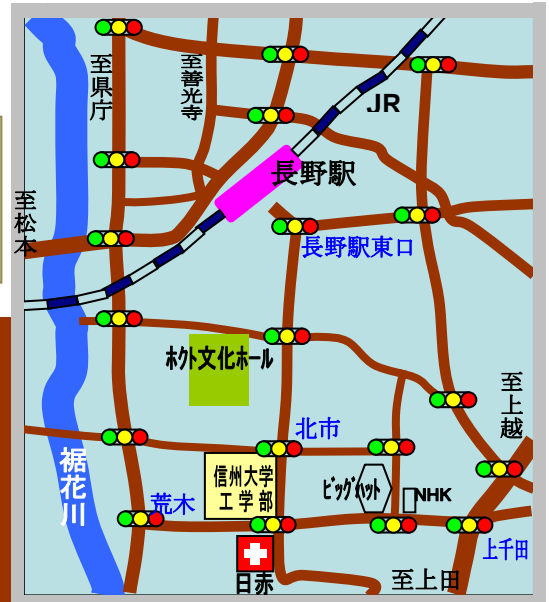 至県庁
至善光寺
JR
長野駅
至松本
長野駅東口
ホクト文化ホール
至上越
北市
裾花川
信州大学
工学部
ビッグハット
NHK
荒木
上千田
日赤
至上田